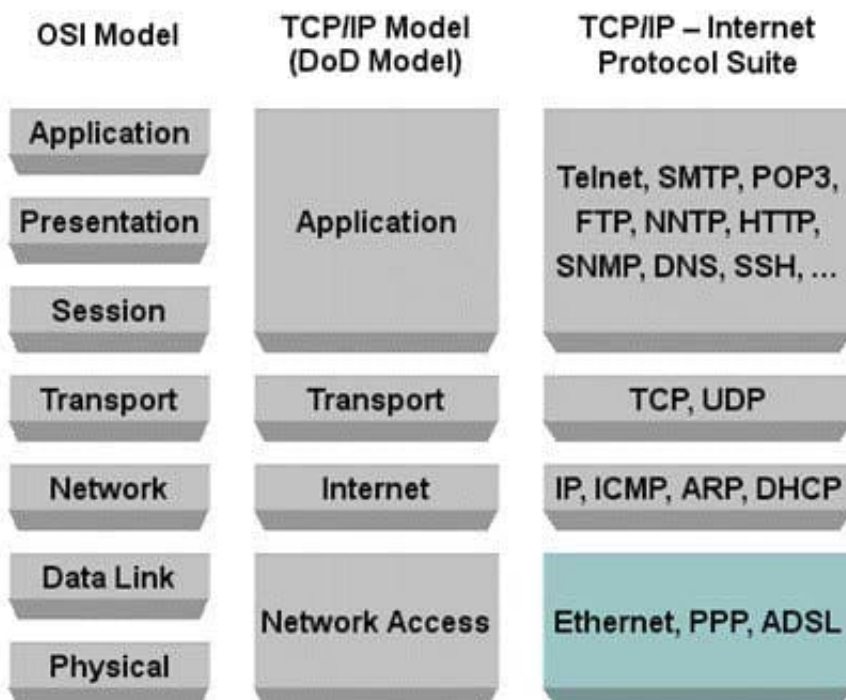 OSI Model
TCP/IP Model
(DoD Model)
TCP/IP – Internet
Protocol Suite
Application
Presentation
Session
Transport
Network
Data Link
Physical
Application
Transport
Internet
Network Access
Telnet, SMTP, POP3,
FTP, NNTP, HTTP,
SNMP, DNS, SSH, ...
TCP, UDP
IP, ICMP, ARP, DHCP
Ethernet, PPP, ADSL